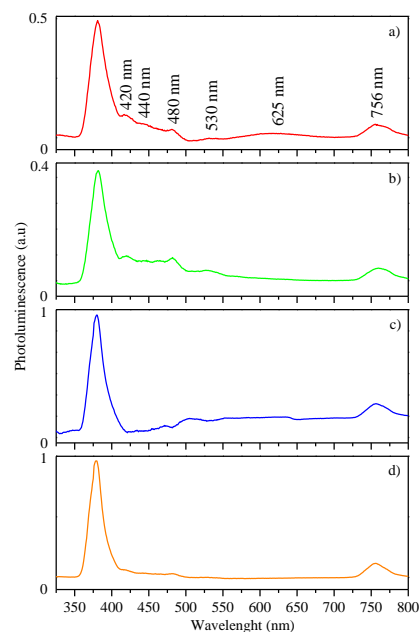 0.5
a)
420 nm
440 nm
480 nm
530 nm
625 nm
756 nm
0
0.4
b)
0
1
c)
0
1
d)
0
Photoluminescence (a.u)
350 400 450 500 550 600 650 700 750 800
Wavelenght (nm)